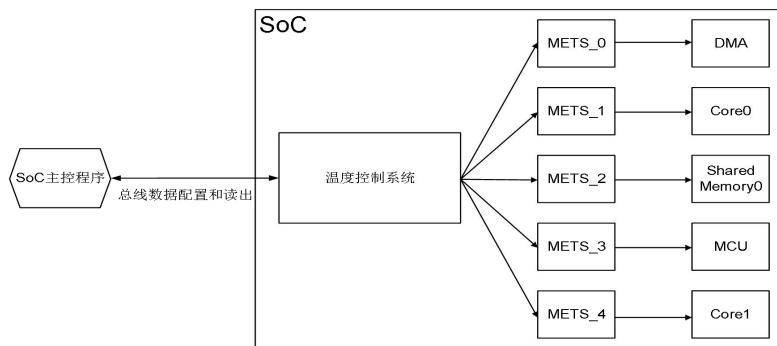 SoC
METS_0
DMA
METS_1
Core0
SoC主控程序
总线数据配置和读出
温度控制系统
METS_2
Shared
Memory0
METS_3
MCU
METS_4
Core1